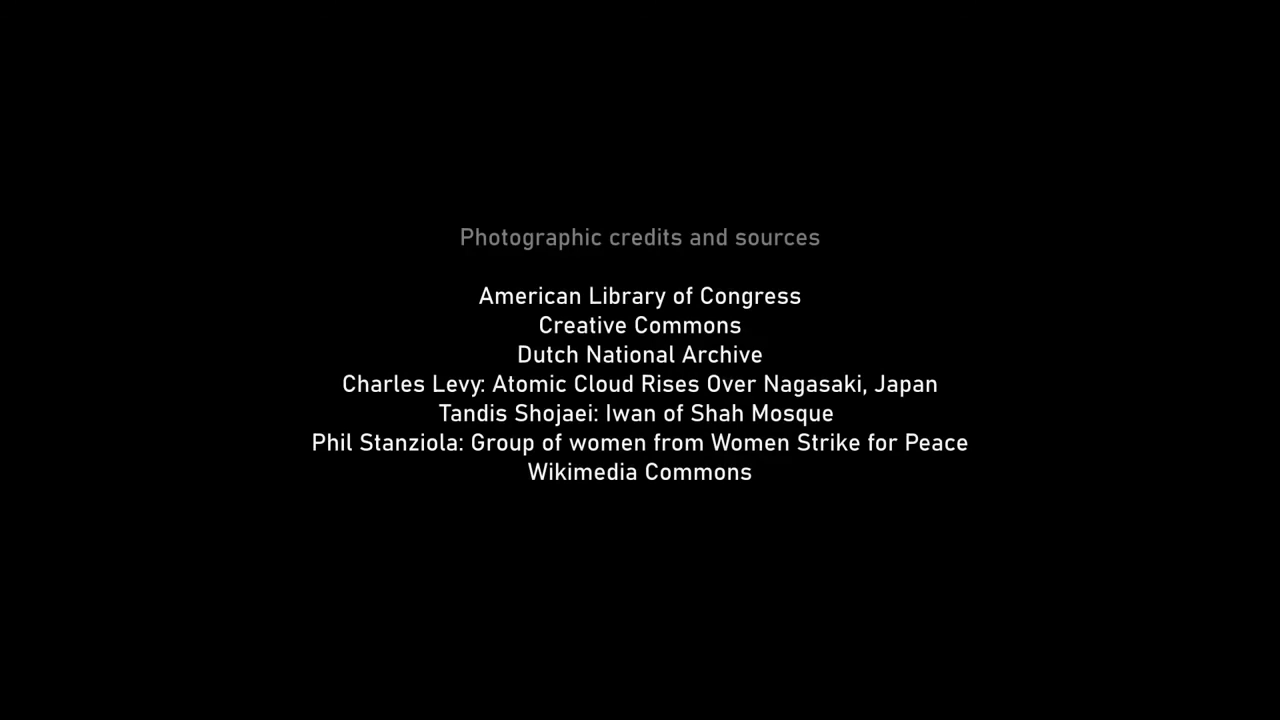 Photographic credits and sources
American Library of Congress
Creative Commons
Dutch National Archive
Charles Levy: Atomic Cloud Rises Over Nagasaki, Japan
Tandis Shojaei: Iwan of Shah Mosque
Phil Stanziola: Group of women from Women Strike for Peace
Wikimedia Commons